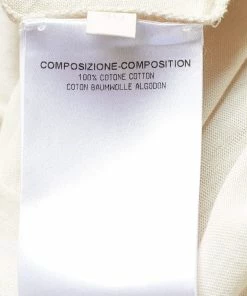 COMPOSIZIONE-COMPOSITION
100% COTONE COTTON
COTON BAUMWOLLE ALGODON